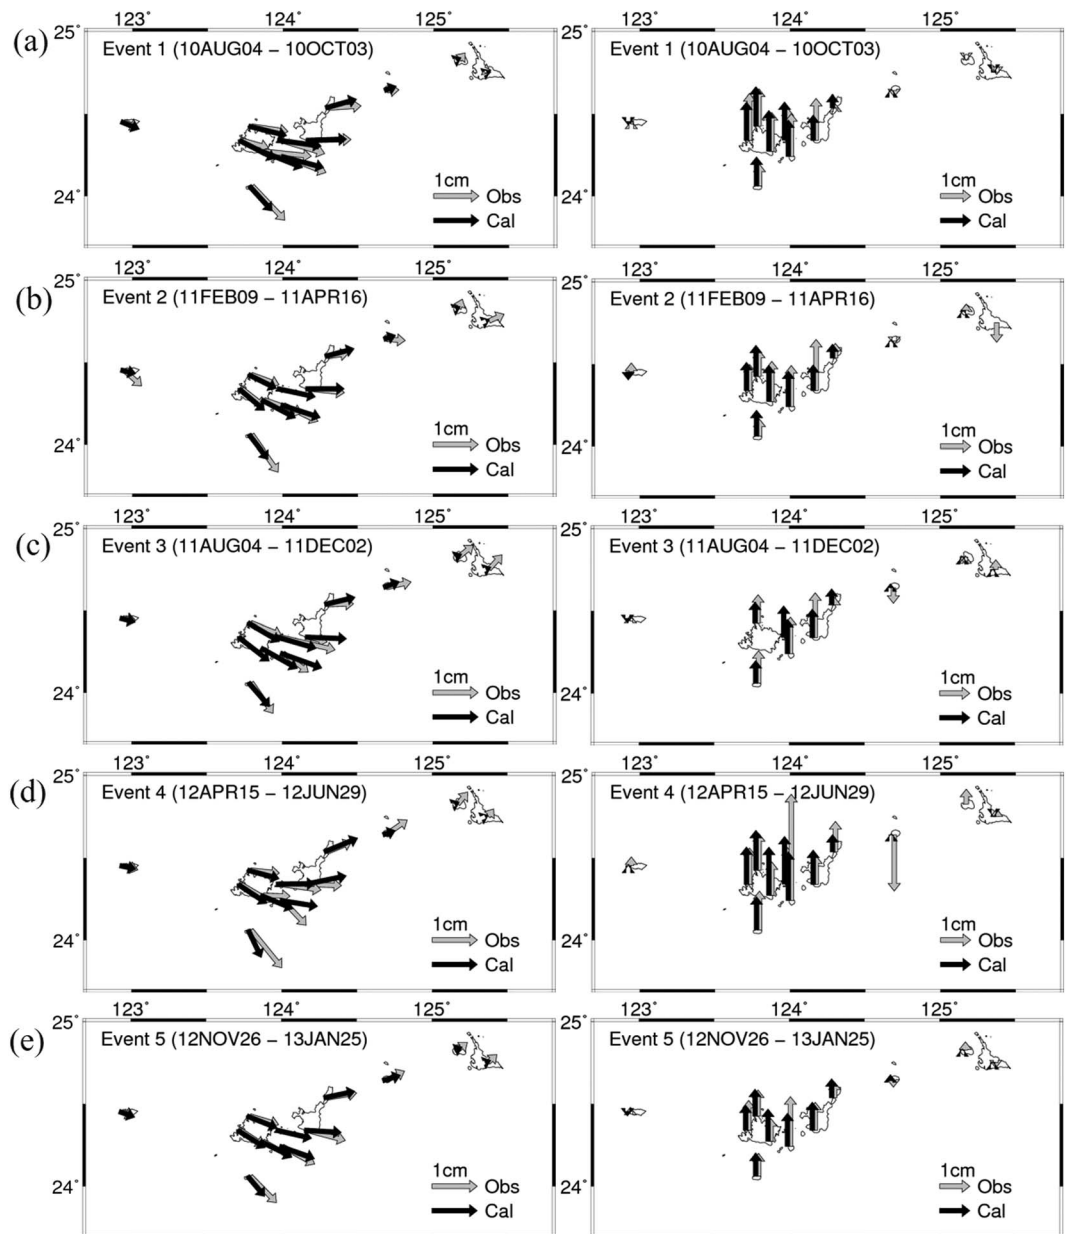 (a)
123° 124° 125°
25°
Event 1 (10AUG04 – 10OCT03)
1cm
Obs
Cal
24°
123° 124° 125°
25°
Event 1 (10AUG04 – 10OCT03)
1cm
Obs
Cal
24°
(b)
123° 124° 125°
25°
Event 2 (11FEB09 – 11APR16)
1cm
Obs
Cal
24°
123° 124° 125°
25°
Event 2 (11FEB09 – 11APR16)
1cm
Obs
Cal
24°
(c)
123° 124° 125°
25°
Event 3 (11AUG04 – 11DEC02)
1cm
Obs
Cal
24°
123° 124° 125°
25°
Event 3 (11AUG04 – 11DEC02)
1cm
Obs
Cal
24°
(d)
123° 124° 125°
25°
Event 4 (12APR15 – 12JUN29)
1cm
Obs
Cal
24°
123° 124° 125°
25°
Event 4 (12APR15 – 12JUN29)
1cm
Obs
Cal
24°
(e)
123° 124° 125°
25°
Event 5 (12NOV26 – 13JAN25)
1cm
Obs
Cal
24°
123° 124° 125°
25°
Event 5 (12NOV26 – 13JAN25)
1cm
Obs
Cal
24°